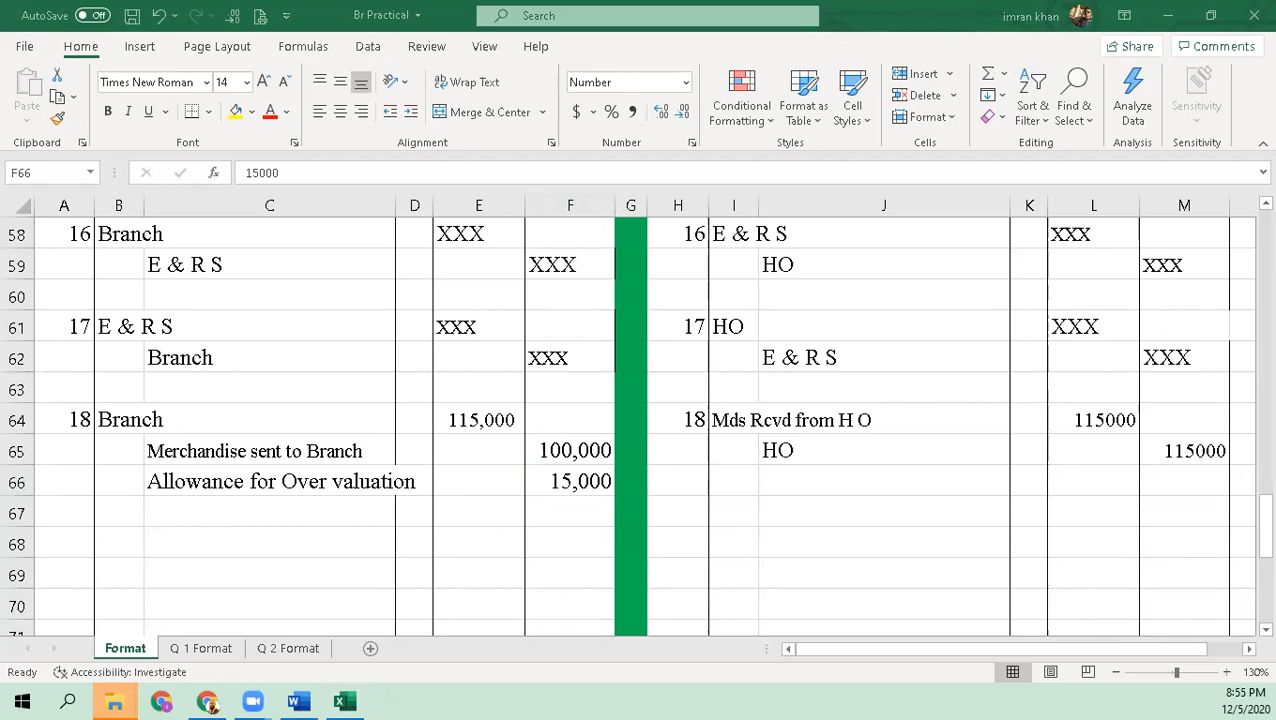 AutoSave Off
Br Practical
Search
imran khan
File Home Insert Page Layout Formulas Data Review View Help
Share Comments
Paste
Clipboard
Times New Roman 14
B I U
Font
Wrap Text
Merge & Center
Alignment
Number
$ % ,
Number
Conditional Formatting
Format as Table
Cell Styles
Styles
Insert
Delete
Format
Cells
Sort & Filter
Find & Select
Editing
Analyze Data
Analysis
Sensitivity
Sensitivity
F66 fx 15000
A B C D E F G H I J K L M
58 16 Branch XXX 16 E & R S XXX
59 E & R S XXX HO XXX
60
61 17 E & R S XXX 17 HO XXX
62 Branch XXX E & R S XXX
63
64 18 Branch 115,000 18 Mds Rcvd from H O 115000
65 Merchandise sent to Branch 100,000 HO 115000
66 Allowance for Over valuation 15,000
67
68
69
70
Format Q 1 Format Q 2 Format
Ready Accessibility: Investigate 130%
8:55 PM
12/5/2020